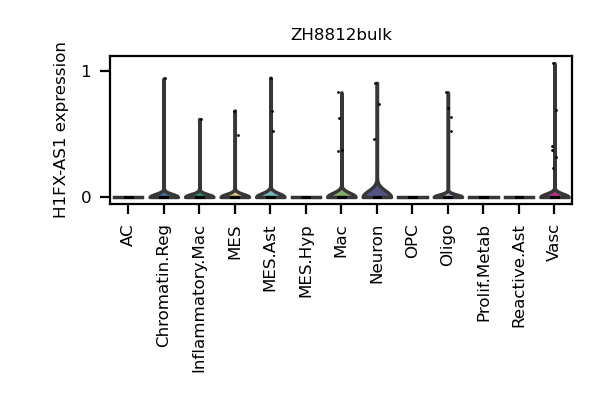 ZH8812bulk
H1FX-AS1 expression
1
0
AC
Chromatin.Reg
Inflammatory.Mac
MES
MES.Ast
MES.Hyp
Mac
Neuron
OPC
Oligo
Prolif.Metab
Reactive.Ast
Vasc